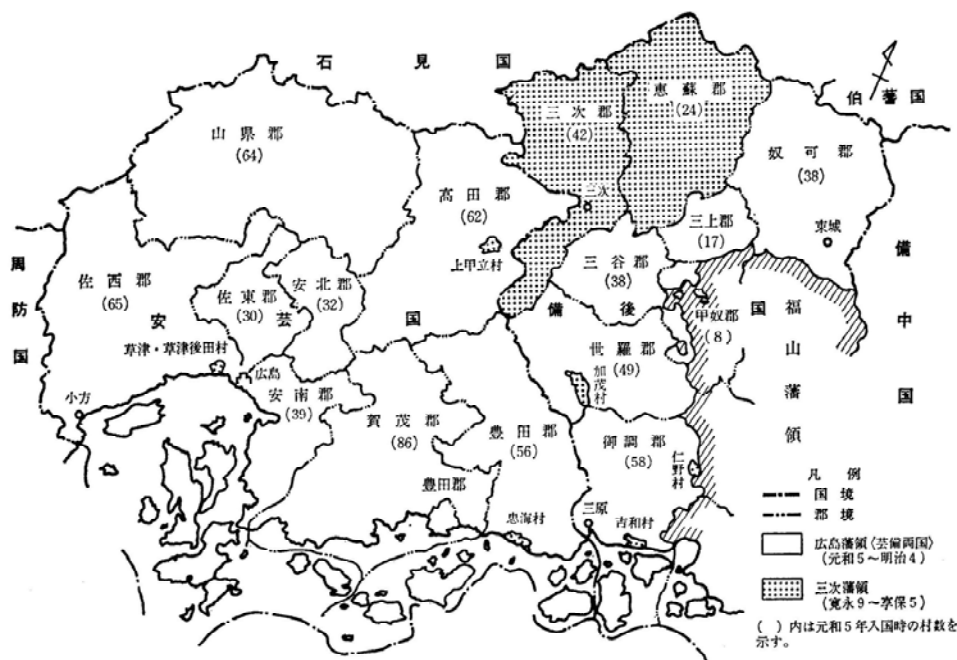 石見国
伯耆国
恵蘇郡
(24)
三次郡
(42)
山県郡
(64)
奴可郡
(38)
高田郡
(62)
三次
三上郡
(17)
東城
上甲立村
三谷郡
(38)
周防国
佐西郡
(65)
佐東郡
(30)
安北郡
(32)
安芸国
備後国
甲奴郡
(8)
備中国
福山藩領
草津・草津後田村
広島
世羅郡
(49)
加茂村
小方
安南郡
(39)
賀茂郡
(86)
豊田郡
(56)
御調郡
(58)
仁野村
豊田郡
忠海村
三原
吉和村
凡例
国境
郡境
広島藩領〈芸備両国〉
(元和5～明治4)
三次藩領
(寛永9～享保5)
( )内は元和5年入国時の村数を
示す。